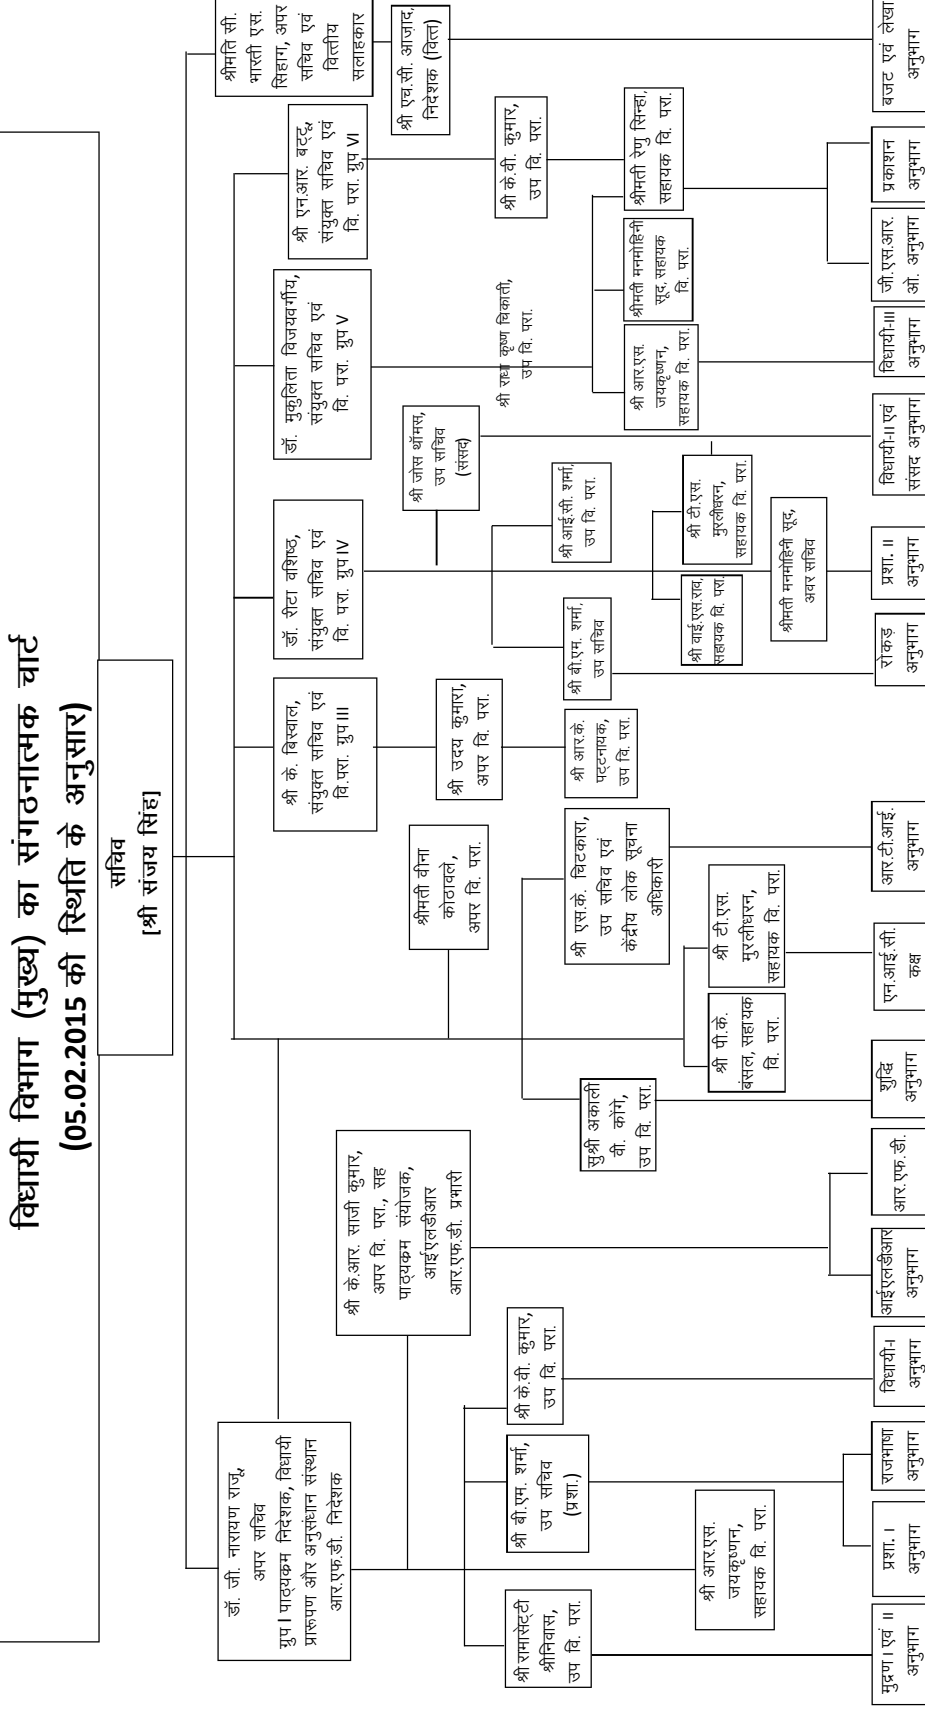 विधायी विभाग (मुख्य) का संगठनात्मक चार्ट
(05.02.2015 की स्थिति के अनुसार)
सचिव
[श्री संजय सिंह]
डॉ. जी. नारायण राजू,
अपर सचिव
ग्रुप I पाठ्यकम निदेशक, विधायी
प्रारूपण और अनुसंधान संस्थान
आर.एफ.डी. निदेशक
श्री के. बिस्वाल,
संयुक्त सचिव एवं
वि.परा. ग्रुप III
डॉ. रीटा वशिष्ठ,
संयुक्त सचिव एवं
वि. परा. ग्रुप IV
डॉ. मुकुलिता विजयवर्गीय,
संयुक्त सचिव एवं
वि. परा. ग्रुप V
श्री एन.आर. बट्टू,
संयुक्त सचिव एवं
वि. परा. ग्रुप VI
श्रीमति सी.
भारती एस.
सिहाग, अपर
सचिव एवं
वित्तीय
सलाहकार
श्री के.आर. साजी कुमार,
अपर वि. परा., सह
पाठ्यकम संयोजक,
आईएलडीआर
आर.एफ.डी. प्रभारी
श्रीमती वीना
कोठावले,
अपर वि. परा.
श्री उदय कुमारा,
अपर वि. परा.
श्री जोस थॉमस,
उप सचिव
(संसद)
श्री एच.सी. आज़ाद,
निदेशक (वित्त)
श्री रामासेट्टी
श्रीनिवास,
उप वि. परा.
श्री बी.एम. शर्मा,
उप सचिव
(प्रशा.)
श्री के.वी. कुमार,
उप वि. परा.
सुश्री अकाली
वी. कोंगे,
उप वि. परा.
श्री एस.के. चिटकारा,
उप सचिव एवं
केंद्रीय लोक सूचना
अधिकारी
श्री आर.के.
पट्टनायक,
उप वि. परा.
श्री बी.एम. शर्मा,
उप सचिव
श्री आई.सी. शर्मा,
उप वि. परा.
श्री राधा कृष्ण चिकाती,
उप वि. परा.
श्री के.वी. कुमार,
उप वि. परा.
श्री आर.एस.
जयकृष्णन,
सहायक वि. परा.
श्री पी.के.
बंसल, सहायक
वि. परा.
श्री टी.एस.
मुरलीधरन,
सहायक वि. परा.
श्री वाई.एस.राव,
सहायक वि. परा.
श्री टी.एस.
मुरलीधरन,
सहायक वि. परा.
श्रीमती मनमोहिनी सूद,
अवर सचिव
श्री आर.एस.
जयकृष्णन,
सहायक वि. परा.
श्रीमती मनमोहिनी
सूद, सहायक
वि. परा.
श्रीमती रेणु सिन्हा,
सहायक वि. परा.
मुद्रण I एवं II
अनुभाग
प्रशा. I
अनुभाग
राजभाषा
अनुभाग
विधायी-I
अनुभाग
आईएलडीआर
अनुभाग
आर.एफ.डी.
शुद्धि
अनुभाग
एन.आई.सी.
कक्ष
आर.टी.आई.
अनुभाग
रोकड़
अनुभाग
प्रशा. II
अनुभाग
विधायी-II एवं
संसद अनुभाग
विधायी-III
अनुभाग
जी.एस.आर.
ओ. अनुभाग
प्रकाशन
अनुभाग
बजट एवं लेखा
अनुभाग